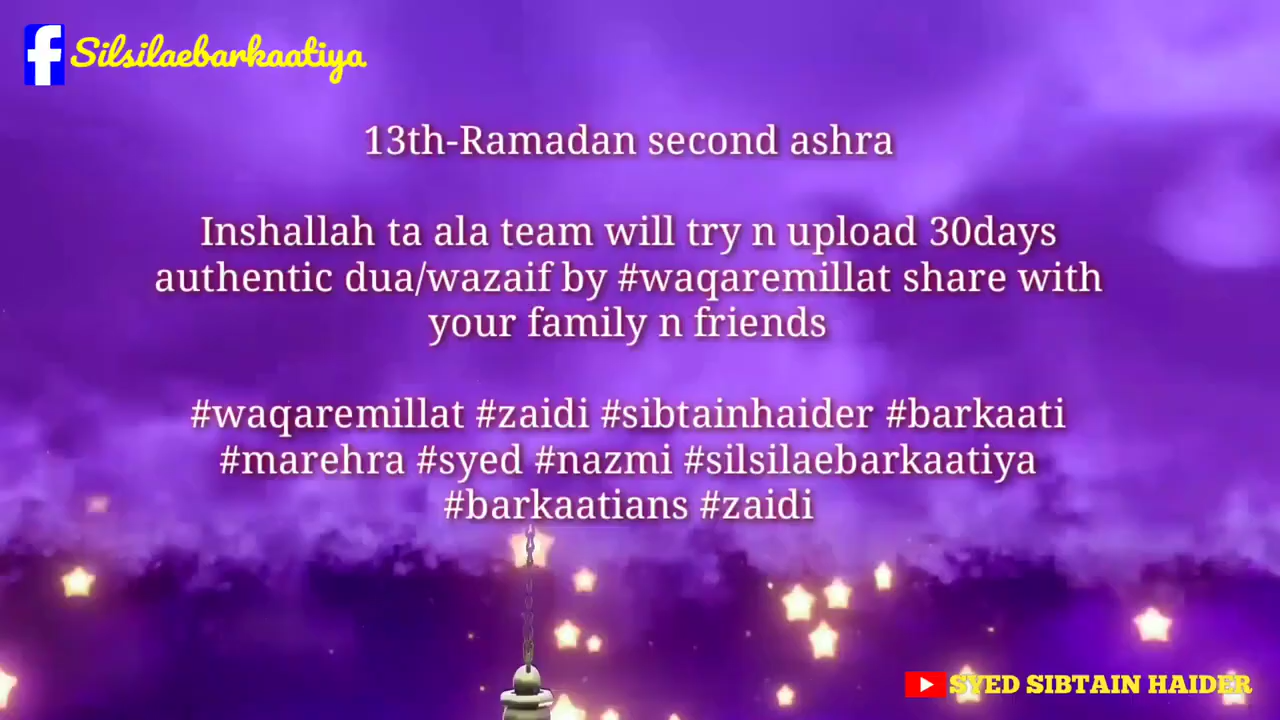 Silsilaebarkaatiya
13th-Ramadan second ashra
Inshallah ta ala team will try n upload 30days
authentic dua/wazaif by #waqaremillat share with
your family n friends
#waqaremillat #zaidi #sibtainhaider #barkaati
#marehra #syed #nazmi #silsilaebarkaatiya
#barkaatians #zaidi
SYED SIBTAIN HAIDER